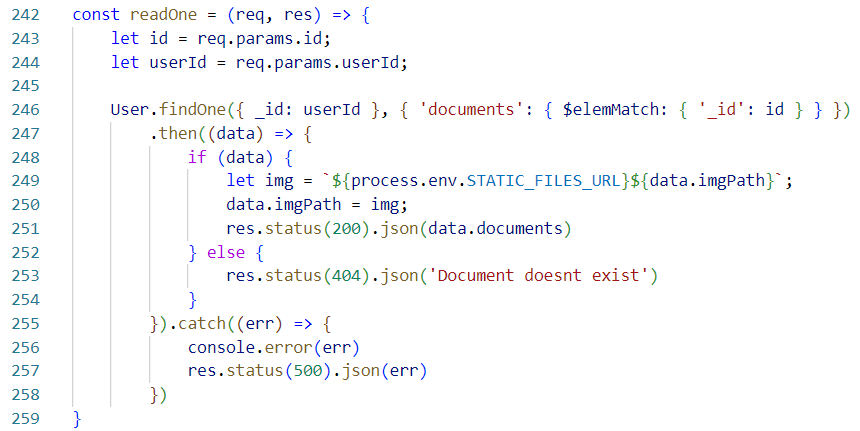 242 const readOne = (req, res) => {
243     let id = req.params.id;
244     let userId = req.params.userId;
245
246     User.findOne({ _id: userId }, { 'documents': { $elemMatch: { '_id': id } } })
247         .then((data) => {
248             if (data) {
249                 let img = `${process.env.STATIC_FILES_URL}${data.imgPath}`;
250                 data.imgPath = img;
251                 res.status(200).json(data.documents)
252             } else {
253                 res.status(404).json('Document doesnt exist')
254             }
255         }).catch((err) => {
256             console.error(err)
257             res.status(500).json(err)
258         })
259 }